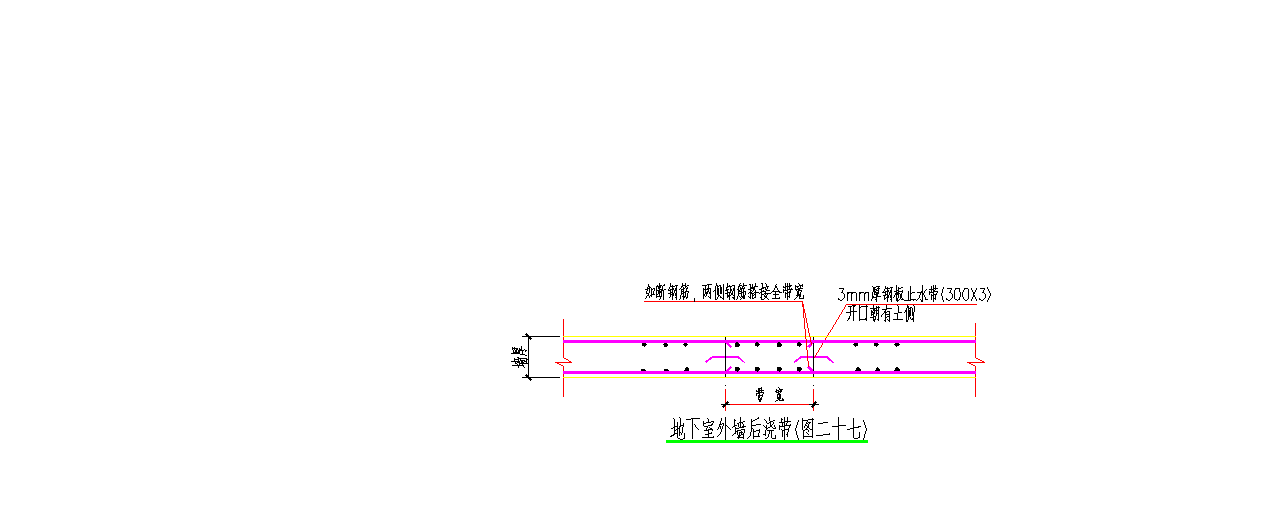 如断钢筋，两侧钢筋搭接全带宽
3mm厚钢板止水带(300X3)
开口朝有土侧
墙厚
带 宽
地下室外墙后浇带(图二十七)